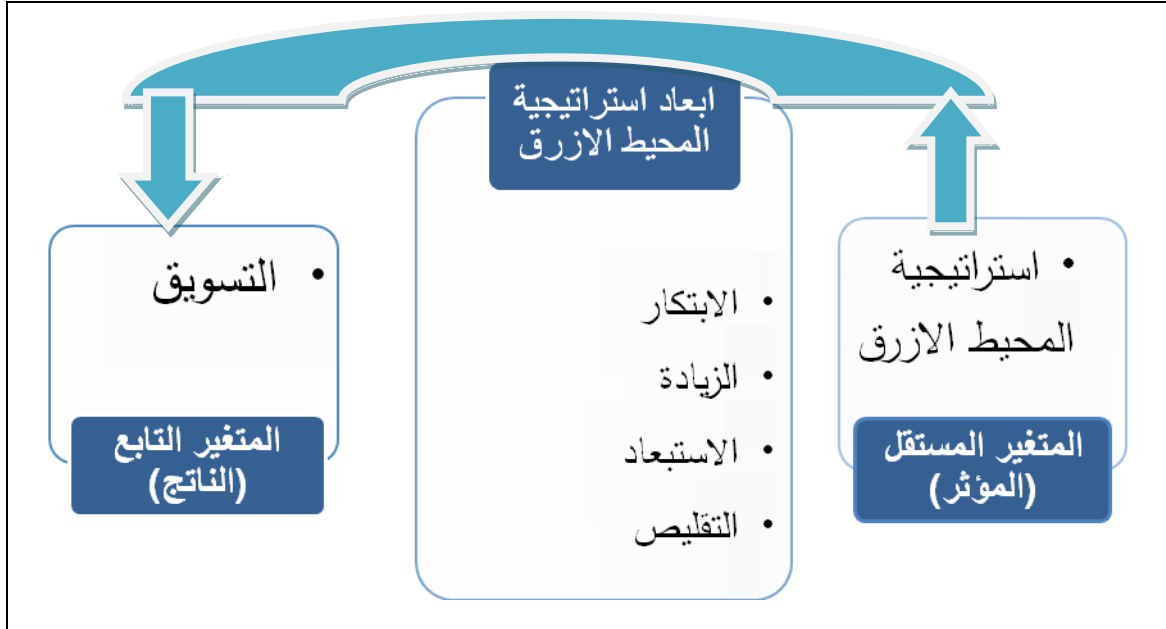 ابعاد استراتيجية
المحيط الازرق
• استراتيجية
المحيط الازرق
المتغير المستقل
(المؤثر)
• الابتكار
• الزيادة
• الاستبعاد
• التقليص
• التسويق
المتغير التابع
(الناتج)